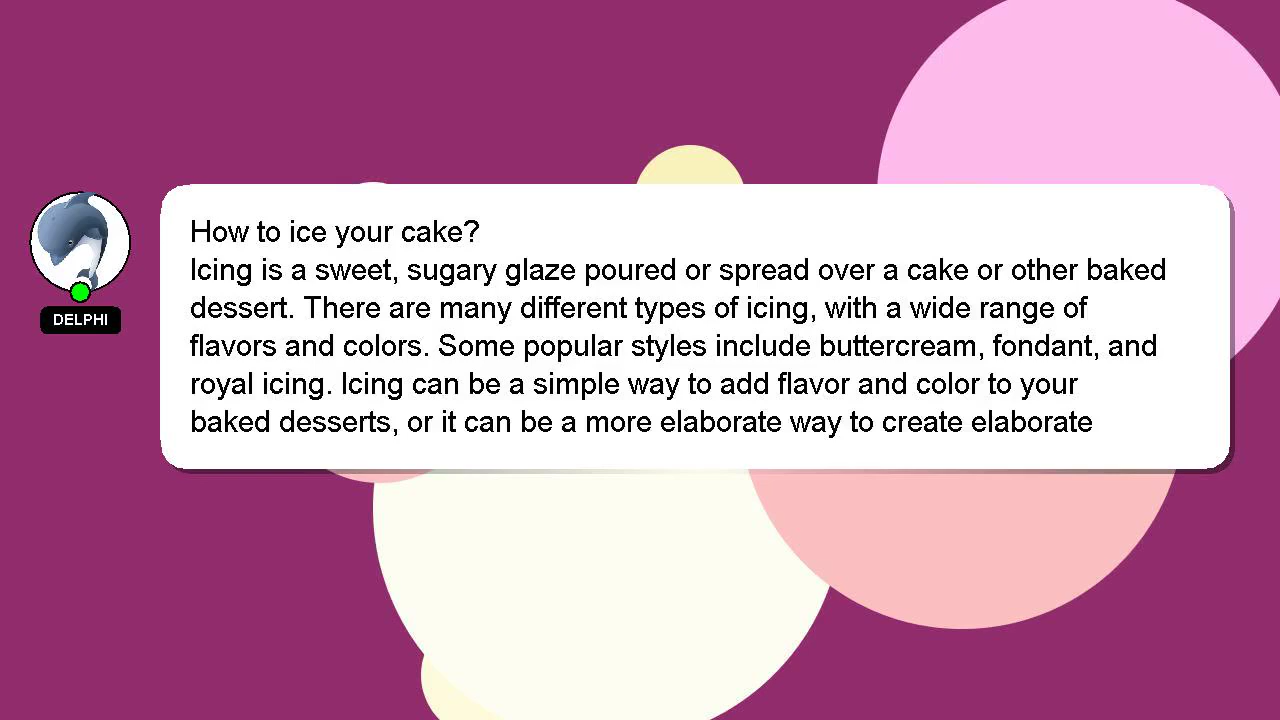 How to ice your cake?
Icing is a sweet, sugary glaze poured or spread over a cake or other baked
dessert. There are many different types of icing, with a wide range of
flavors and colors. Some popular styles include buttercream, fondant, and
royal icing. Icing can be a simple way to add flavor and color to your
baked desserts, or it can be a more elaborate way to create elaborate
DELPHI